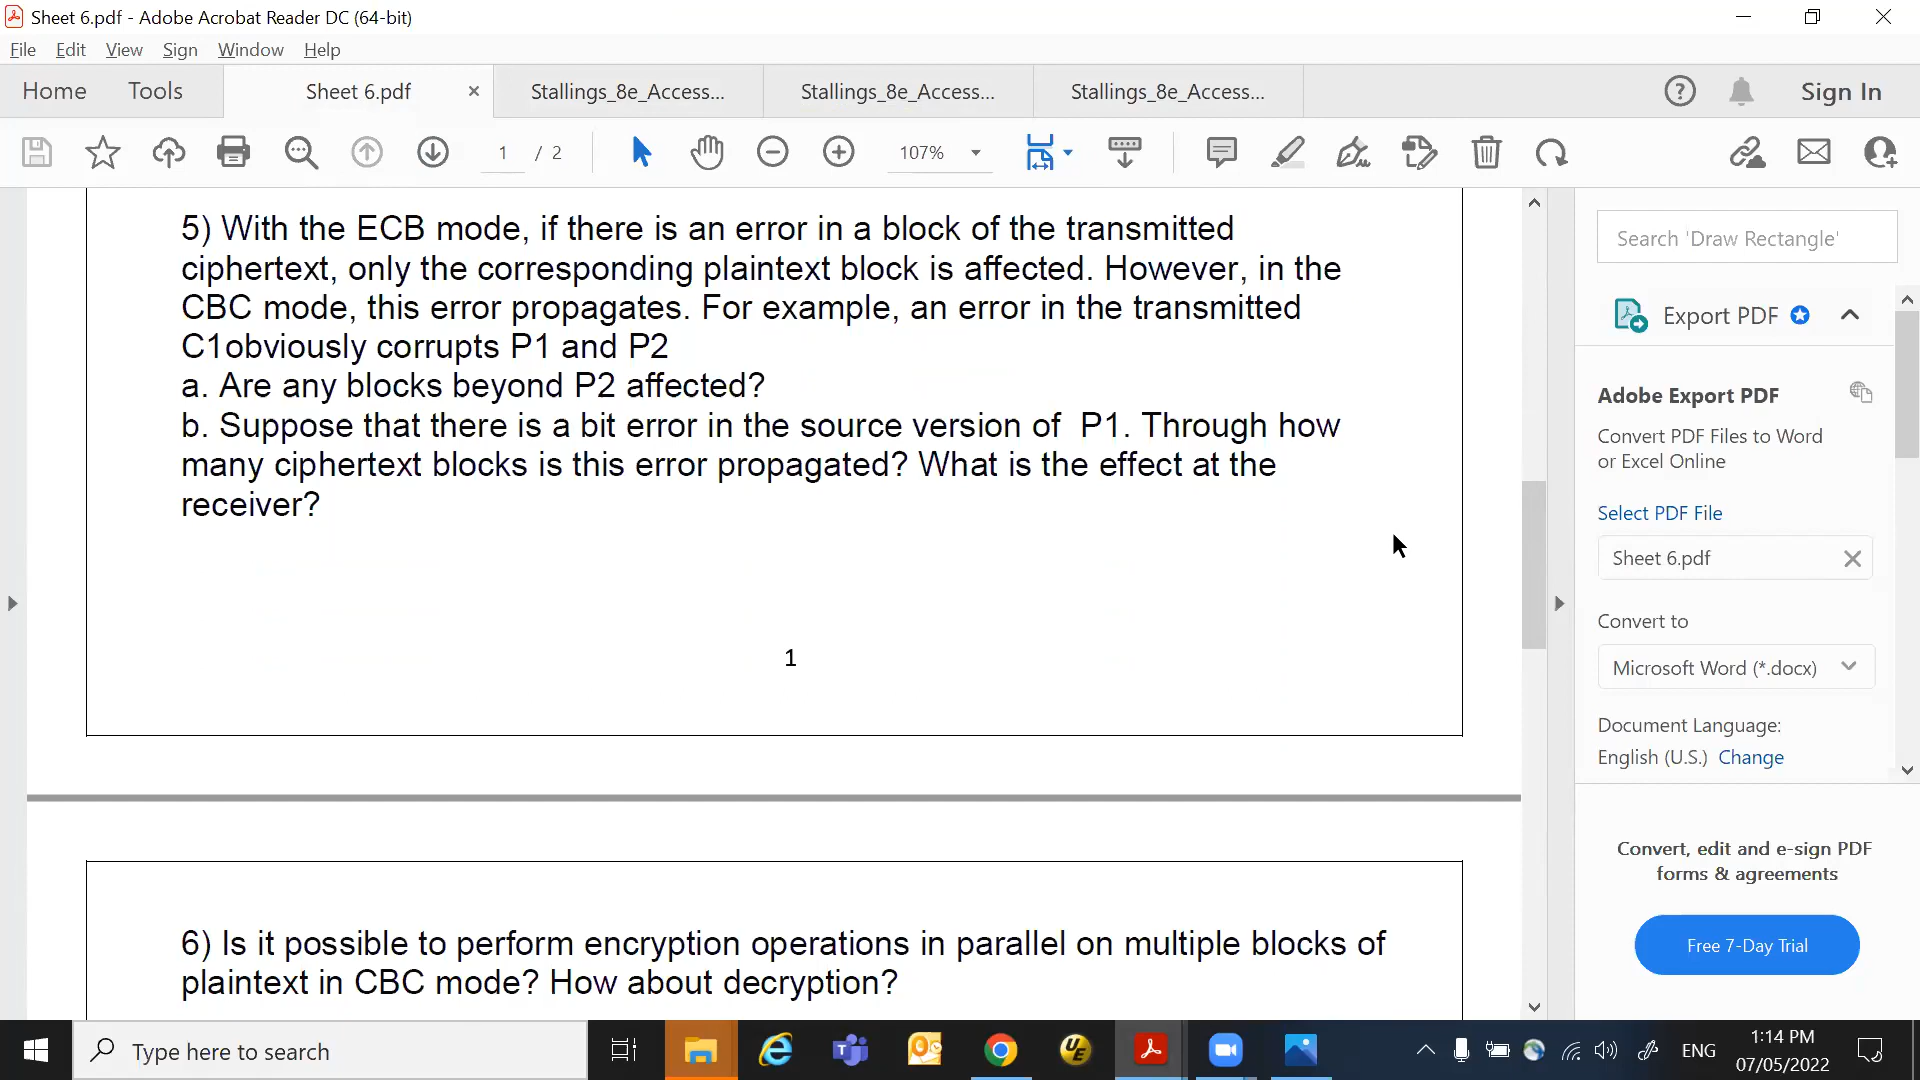 Sheet 6.pdf - Adobe Acrobat Reader DC (64-bit)
File Edit View Sign Window Help
Home Tools Sheet 6.pdf × Stallings_8e_Access... Stallings_8e_Access... Stallings_8e_Access... Sign In
1 / 2 107%
5) With the ECB mode, if there is an error in a block of the transmitted
ciphertext, only the corresponding plaintext block is affected. However, in the
CBC mode, this error propagates. For example, an error in the transmitted
C1obviously corrupts P1 and P2
a. Are any blocks beyond P2 affected?
b. Suppose that there is a bit error in the source version of  P1. Through how
many ciphertext blocks is this error propagated? What is the effect at the
receiver?
1
6) Is it possible to perform encryption operations in parallel on multiple blocks of
plaintext in CBC mode? How about decryption?
Search 'Draw Rectangle'
Export PDF
Adobe Export PDF
Convert PDF Files to Word
or Excel Online
Select PDF File
Sheet 6.pdf
Convert to
Microsoft Word (*.docx)
Document Language:
English (U.S.) Change
Convert, edit and e-sign PDF
forms & agreements
Free 7-Day Trial
Type here to search
ENG
1:14 PM
07/05/2022